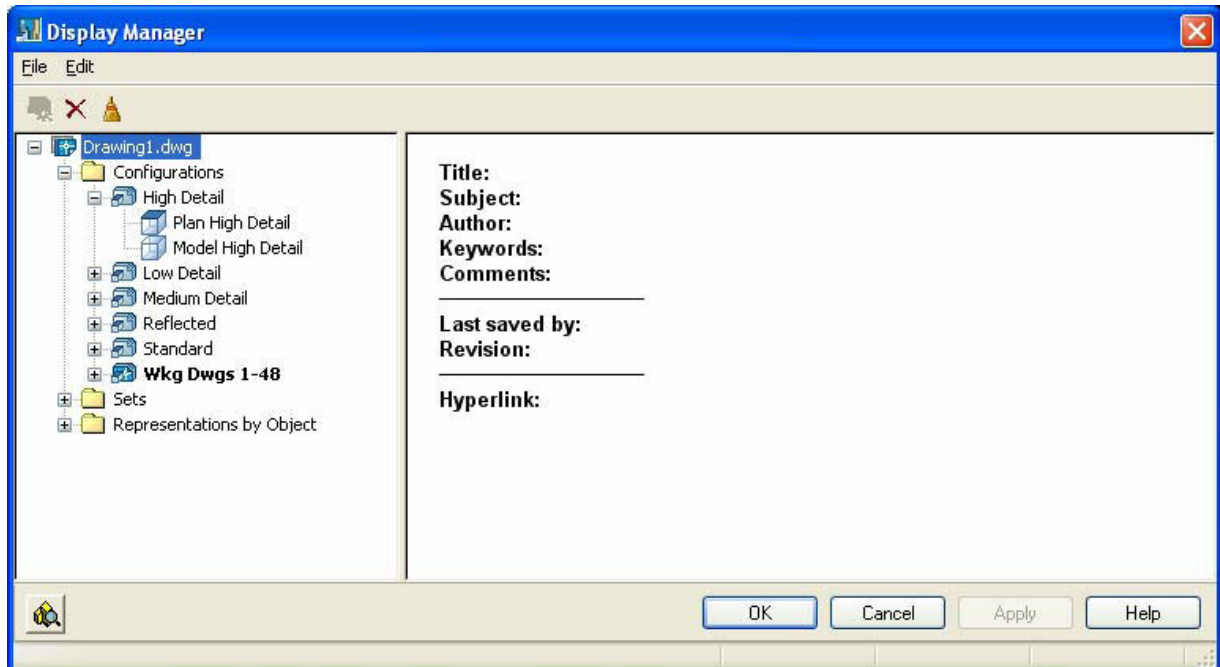 Display Manager
File Edit
Drawing1.dwg
Configurations
High Detail
Plan High Detail
Model High Detail
Low Detail
Medium Detail
Reflected
Standard
Wkg Dwgs 1-48
Sets
Representations by Object
Title:
Subject:
Author:
Keywords:
Comments:
Last saved by:
Revision:
Hyperlink:
OK Cancel Apply Help